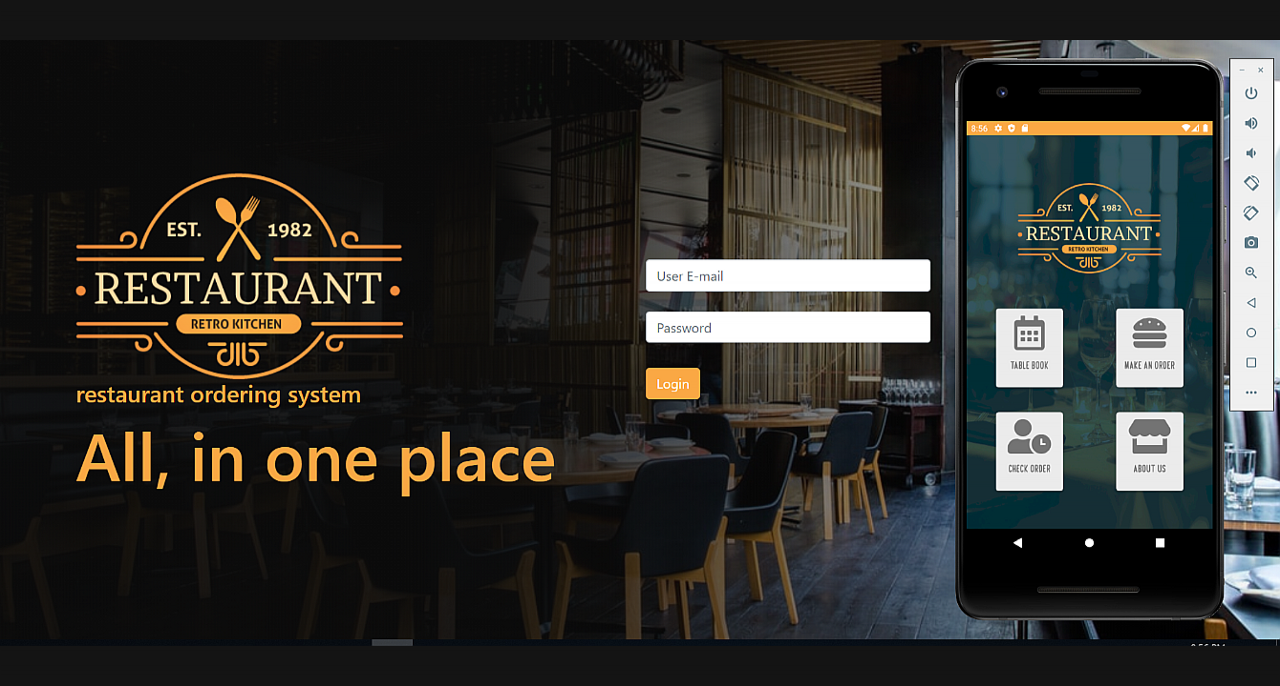 EST. 1982
RESTAURANT
RETRO KITCHEN
restaurant ordering system
All, in one place
User E-mail
Password
Login
8:56
EST. 1982
RESTAURANT
RETRO KITCHEN
TABLE BOOK
MAKE AN ORDER
CHECK ORDER
ABOUT US